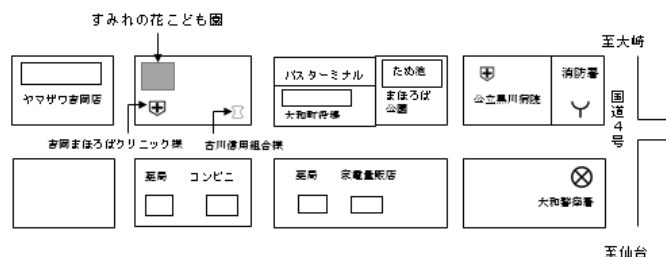 すみれの花こども園
至大崎
ヤマザワ吉岡店
バスターミナル
大和町役場
ため池
まほろば
公園
公立黒川病院
消防署
国道4号
吉岡まほろばクリニック様
古川信用組合様
薬局
コンビニ
薬局
家電量販店
大和警察署
至仙台